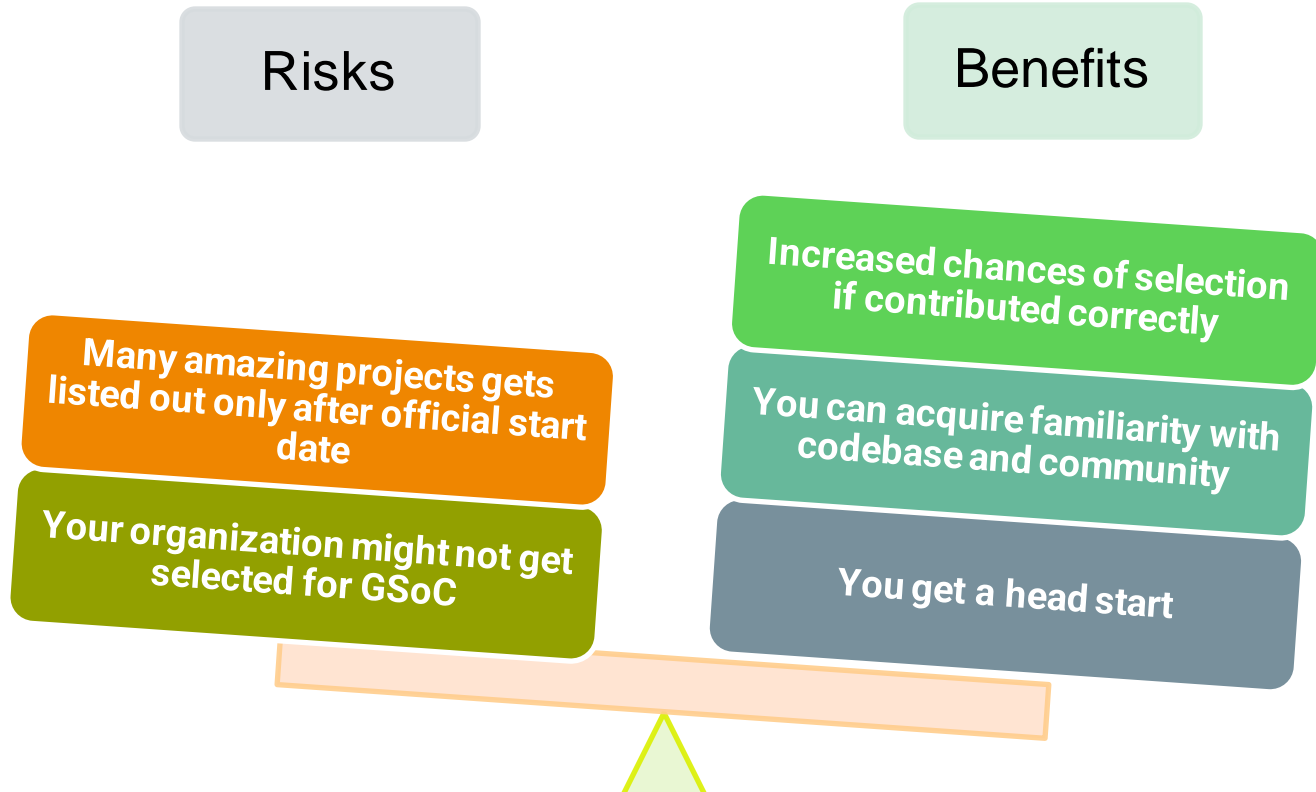 Risks
Benefits
Many amazing projects gets
listed out only after official start
date
Your organization might not get
selected for GSoC
Increased chances of selection
if contributed correctly
You can acquire familiarity with
codebase and community
You get a head start